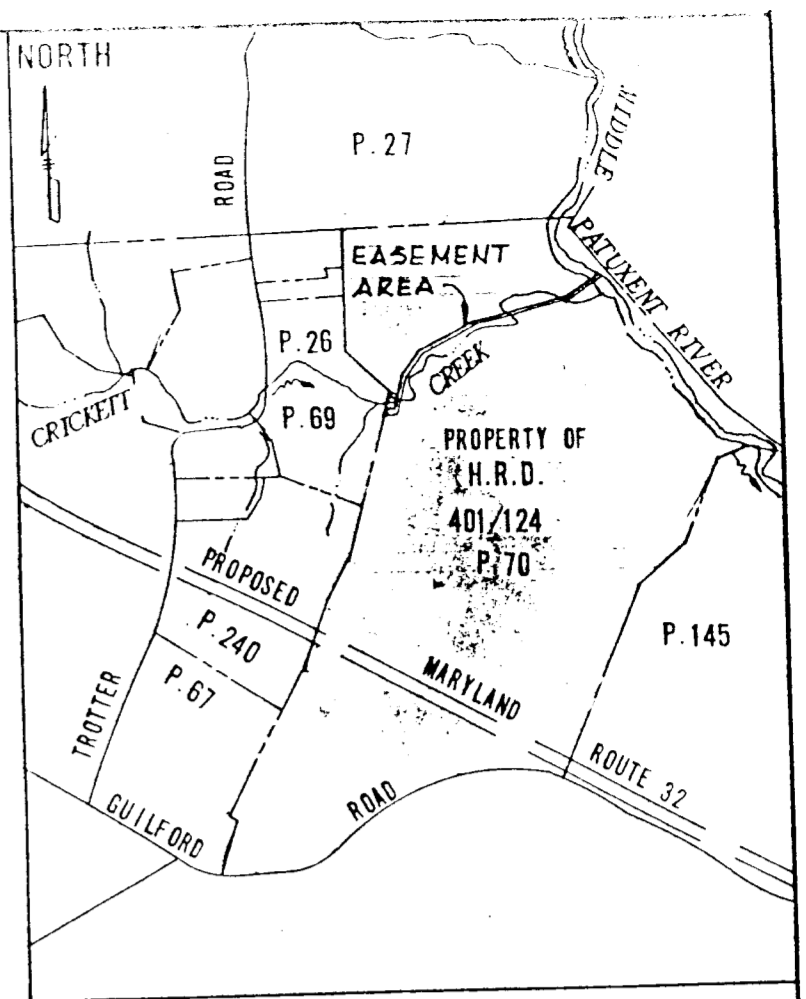 NORTH
MIDDLE
PATUXENT RIVER
ROAD
P.27
EASEMENT
AREA
P.26
CREEK
CRICKETT
P.69
PROPERTY OF
H.R.D.
401/124
P.70
PROPOSED
P.240
P.145
P.67
MARYLAND
TROTTER
ROUTE 32
ROAD
GUILFORD